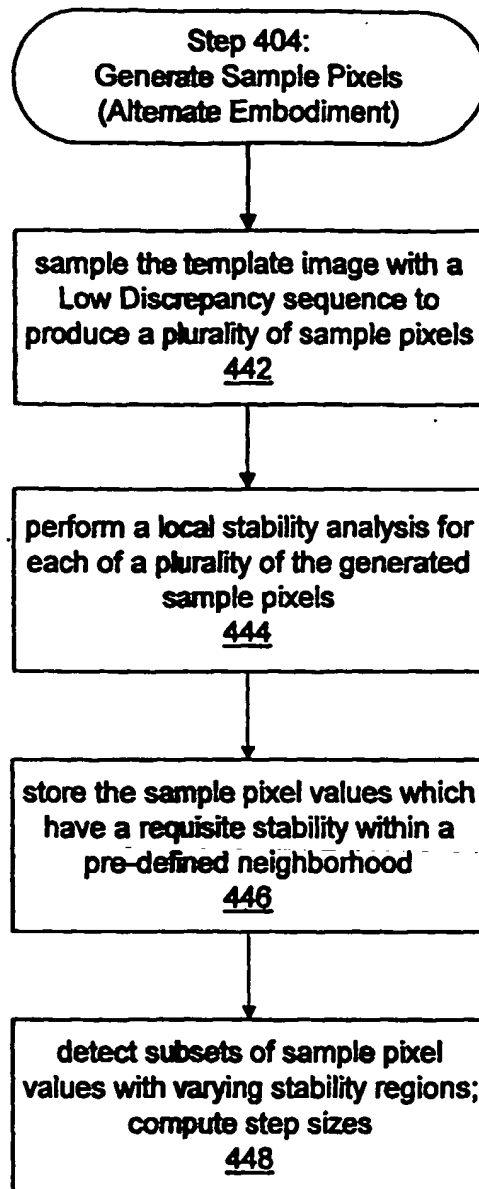 Step 404:
Generate Sample Pixels
(Alternate Embodiment)
sample the template image with a
Low Discrepancy sequence to
produce a plurality of sample pixels
442
perform a local stability analysis for
each of a plurality of the generated
sample pixels
444
store the sample pixel values which
have a requisite stability within a
pre-defined neighborhood
446
detect subsets of sample pixel
values with varying stability regions;
compute step sizes
448